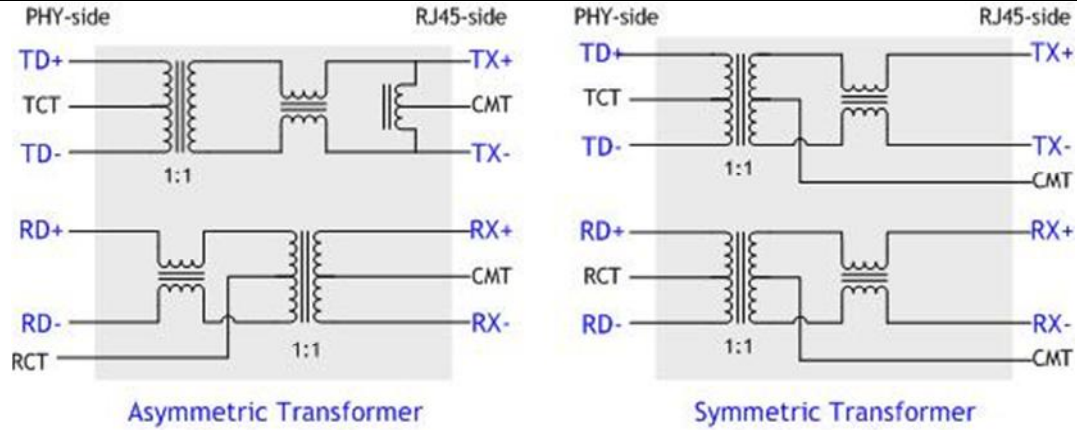 PHY-side RJ45-side
TD+ TX+
TCT CMT
TD- TX-
1:1
RD+ RX+
CMT
RD- RX-
1:1
RCT
Asymmetric Transformer
PHY-side RJ45-side
TD+ TX+
TCT
TD- TX-
1:1
CMT
RD+ RX+
RCT
RD- RX-
1:1
CMT
Symmetric Transformer